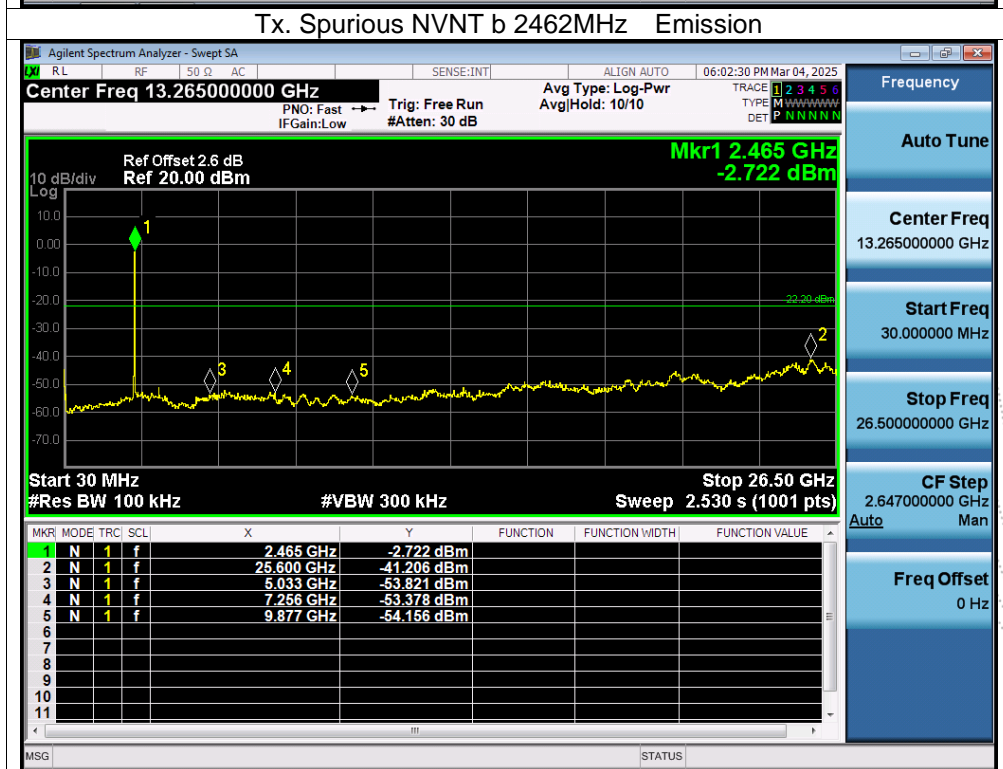 Tx. Spurious NVNT b 2462MHz Emission
Agilent Spectrum Analyzer - Swept SA
LXI RL RF 50 Ω AC SENSE:INT ALIGN AUTO 06:02:30 PM Mar 04, 2025
Center Freq 13.265000000 GHz
PNO: Fast
IFGain:Low
Trig: Free Run
#Atten: 30 dB
Avg Type: Log-Pwr
Avg|Hold: 10/10
TRACE 1 2 3 4 5 6
TYPE M WWWWW
DET P N N N N N
Ref Offset 2.6 dB
Ref 20.00 dBm
10 dB/div
Log
Mkr1 2.465 GHz
-2.722 dBm
10.0
0.00
-10.0
-20.0
-30.0
-40.0
-50.0
-60.0
-70.0
-22.20 dBm
1
2
3
4
5
Start 30 MHz Stop 26.50 GHz
#Res BW 100 kHz #VBW 300 kHz Sweep 2.530 s (1001 pts)
MKR MODE TRC SCL X Y FUNCTION FUNCTION WIDTH FUNCTION VALUE
1 N 1 f 2.465 GHz -2.722 dBm
2 N 1 f 25.600 GHz -41.206 dBm
3 N 1 f 5.033 GHz -53.821 dBm
4 N 1 f 7.256 GHz -53.378 dBm
5 N 1 f 9.877 GHz -54.156 dBm
6
7
8
9
10
11
MSG STATUS
Frequency
Auto Tune
Center Freq
13.265000000 GHz
Start Freq
30.000000 MHz
Stop Freq
26.500000000 GHz
CF Step
2.647000000 GHz
Auto Man
Freq Offset
0 Hz